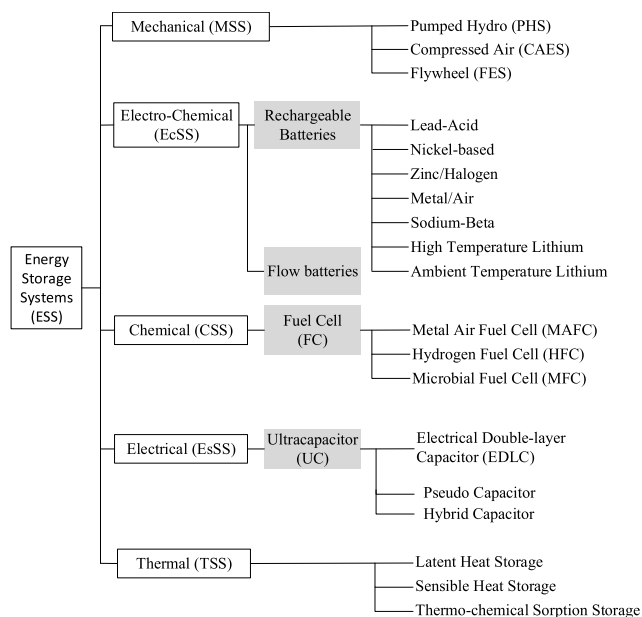 Mechanical (MSS)
Pumped Hydro (PHS)
Compressed Air (CAES)
Flywheel (FES)
Electro-Chemical
(EcSS)
Rechargeable
Batteries
Lead-Acid
Nickel-based
Zinc/Halogen
Metal/Air
Sodium-Beta
High Temperature Lithium
Ambient Temperature Lithium
Flow batteries
Energy
Storage
Systems
(ESS)
Chemical (CSS)
Fuel Cell
(FC)
Metal Air Fuel Cell (MAFC)
Hydrogen Fuel Cell (HFC)
Microbial Fuel Cell (MFC)
Electrical (EsSS)
Ultracapacitor
(UC)
Electrical Double-layer
Capacitor (EDLC)
Pseudo Capacitor
Hybrid Capacitor
Thermal (TSS)
Latent Heat Storage
Sensible Heat Storage
Thermo-chemical Sorption Storage